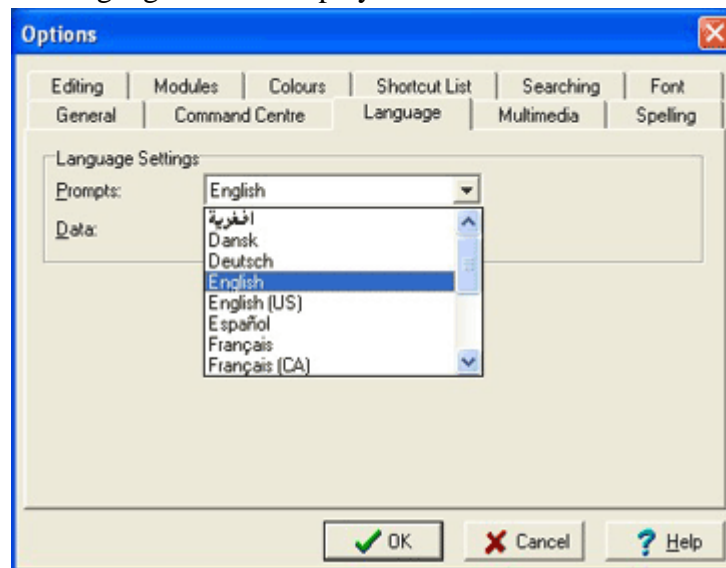 Options
Editing Modules Colours Shortcut List Searching Font
General Command Centre Language Multimedia Spelling
Language Settings
Prompts: English
Data:
Dansk
Deutsch
English
English (US)
Español
Français
Français (CA)
OK Cancel Help